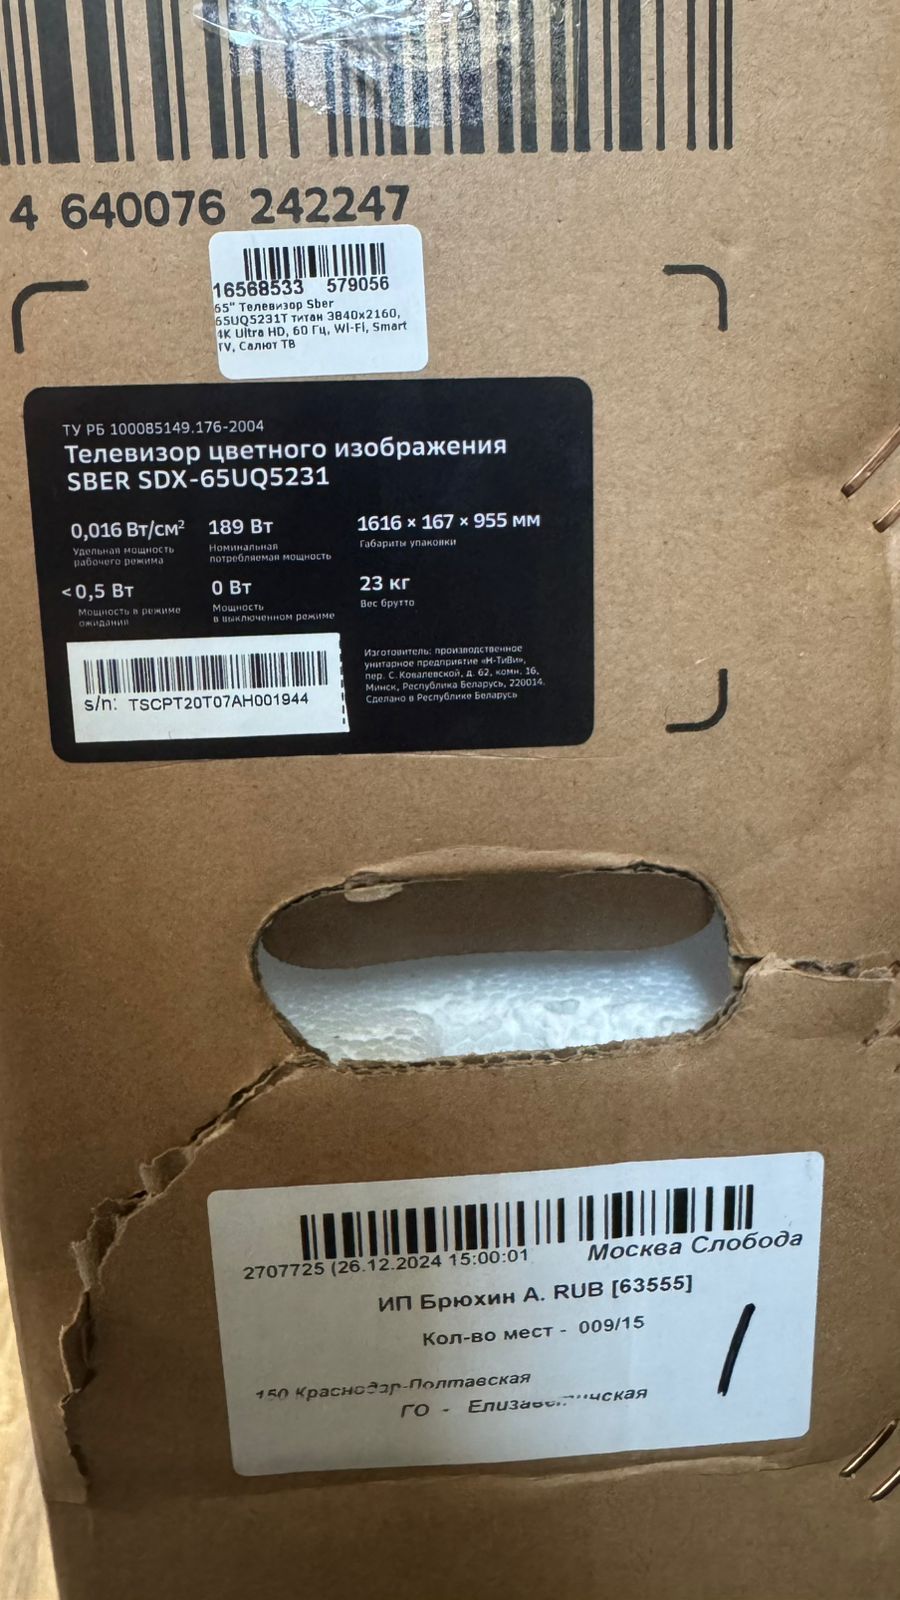 4 640076 242247
16568533 579056
65" Телевизор Sber
65UQ5231T титан 3840x2160,
4K Ultra HD, 60 Гц, Wi-Fi, Smart
TV, Салют ТВ
ТУ РБ 100085149.176-2004
Телевизор цветного изображения
SBER SDX-65UQ5231
0,016 Вт/см² 189 Вт 1616 × 167 × 955 мм
Удельная мощность рабочего режима
Номинальная потребляемая мощность
Габариты упаковки
<0,5 Вт 0 Вт 23 кг
Мощность в режиме ожидания
Мощность в выключенном режиме
Вес брутто
Изготовитель: производственное
унитарное предприятие «Н-ТиВи»,
пер. С. Ковалевской, д. 62, комн. 16,
Минск, Республика Беларусь, 220014.
Сделано в Республике Беларусь
s/n: TSCPT20T07AH001944
2707725 (26.12.2024 15:00:01 Москва Слобода
ИП Брюхин А. RUB [63555]
Кол-во мест - 009/15
150 Краснодар-Полтавская
ГО -